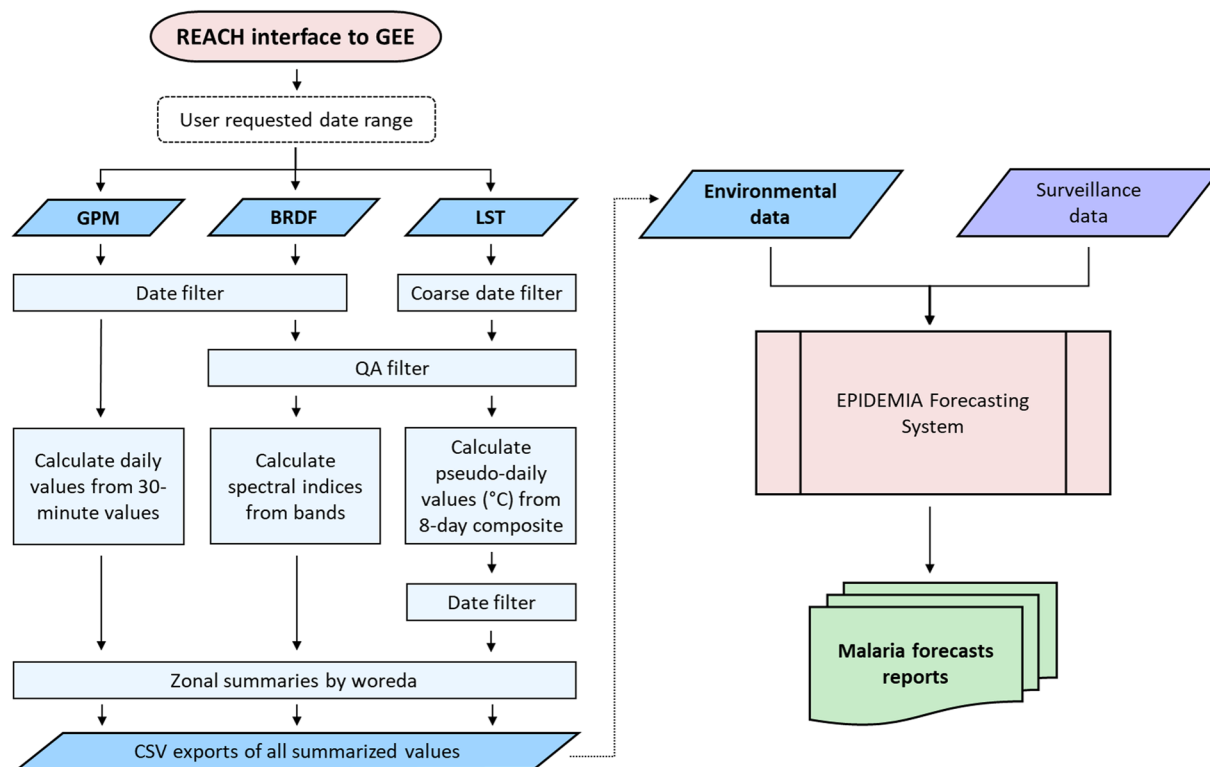 REACH interface to GEE
User requested date range
GPM
BRDF
LST
Date filter
Coarse date filter
QA filter
Calculate daily
values from 30-
minute values
Calculate
spectral indices
from bands
Calculate
pseudo-daily
values (°C) from
8-day composite
Date filter
Zonal summaries by woreda
CSV exports of all summarized values
Environmental
data
Surveillance
data
EPIDEMIA Forecasting
System
Malaria forecasts
reports